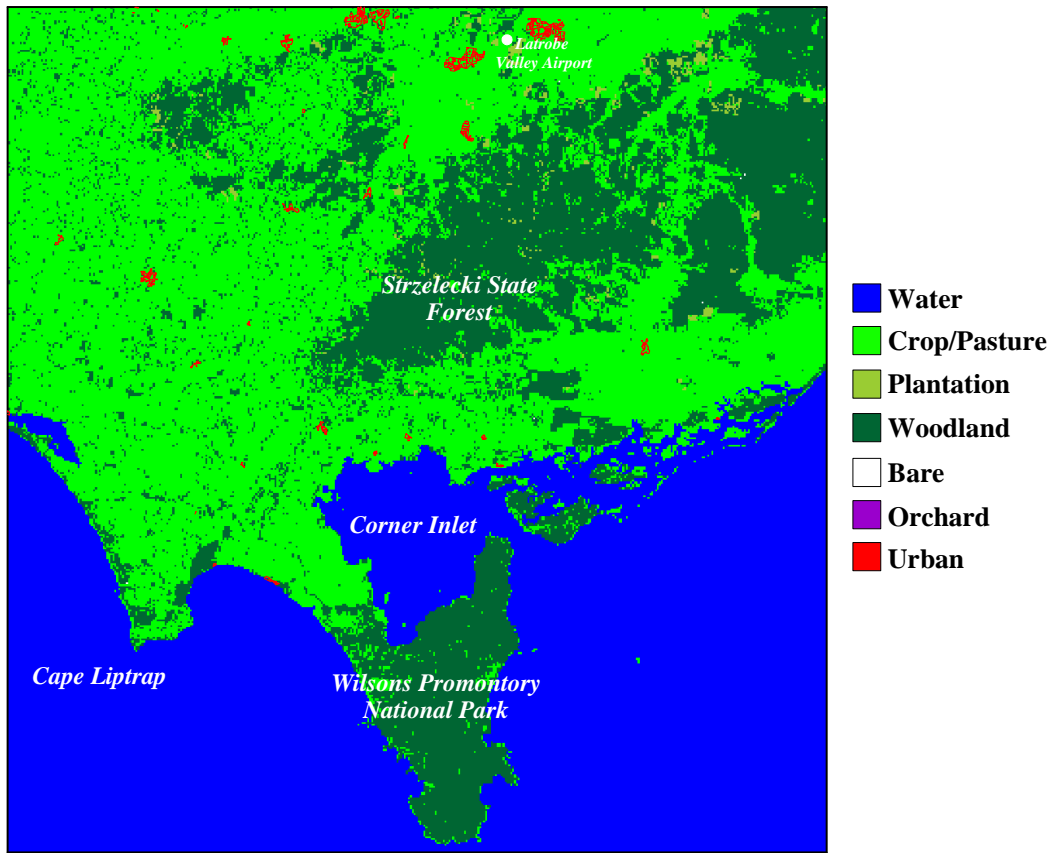 Latrobe
Valley Airport
Strzelecki State
Forest
Corner Inlet
Cape Liptrap
Wilsons Promontory
National Park
Water
Crop/Pasture
Plantation
Woodland
Bare
Orchard
Urban